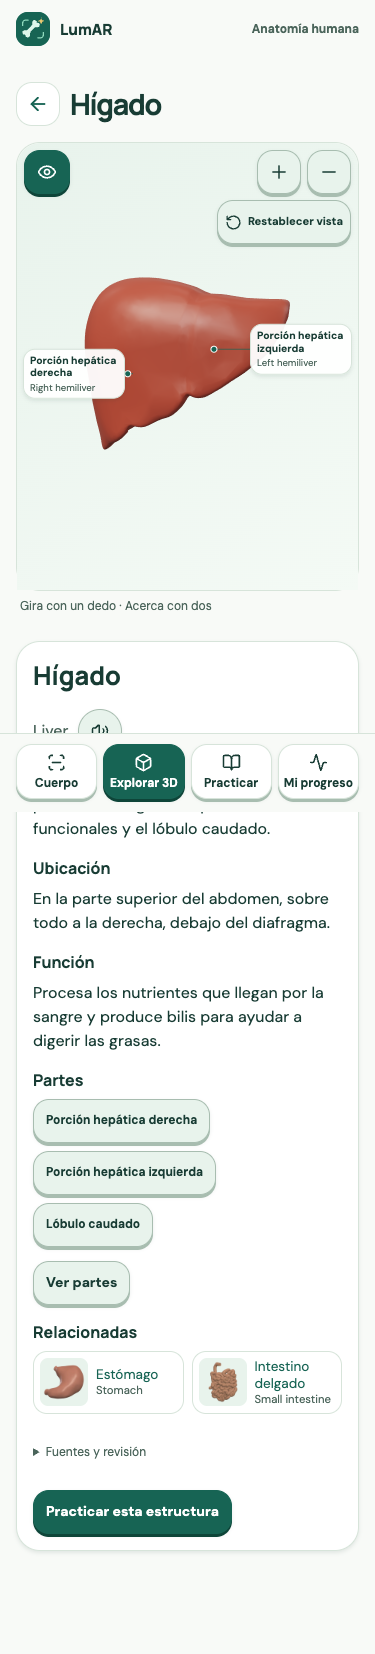 LumAR
Anatomía humana
Hígado
Restablecer vista
Porción hepática
izquierda
Left hemiliver
Porción hepática
derecha
Right hemiliver
Gira con un dedo · Acerca con dos
Hígado
Liver
Cuerpo
Explorar 3D
Practicar
Mi progreso
funcionales y el lóbulo caudado.
Ubicación
En la parte superior del abdomen, sobre
todo a la derecha, debajo del diafragma.
Función
Procesa los nutrientes que llegan por la
sangre y produce bilis para ayudar a
digerir las grasas.
Partes
Porción hepática derecha
Porción hepática izquierda
Lóbulo caudado
Ver partes
Relacionadas
Estómago
Stomach
Intestino
delgado
Small intestine
Fuentes y revisión
Practicar esta estructura